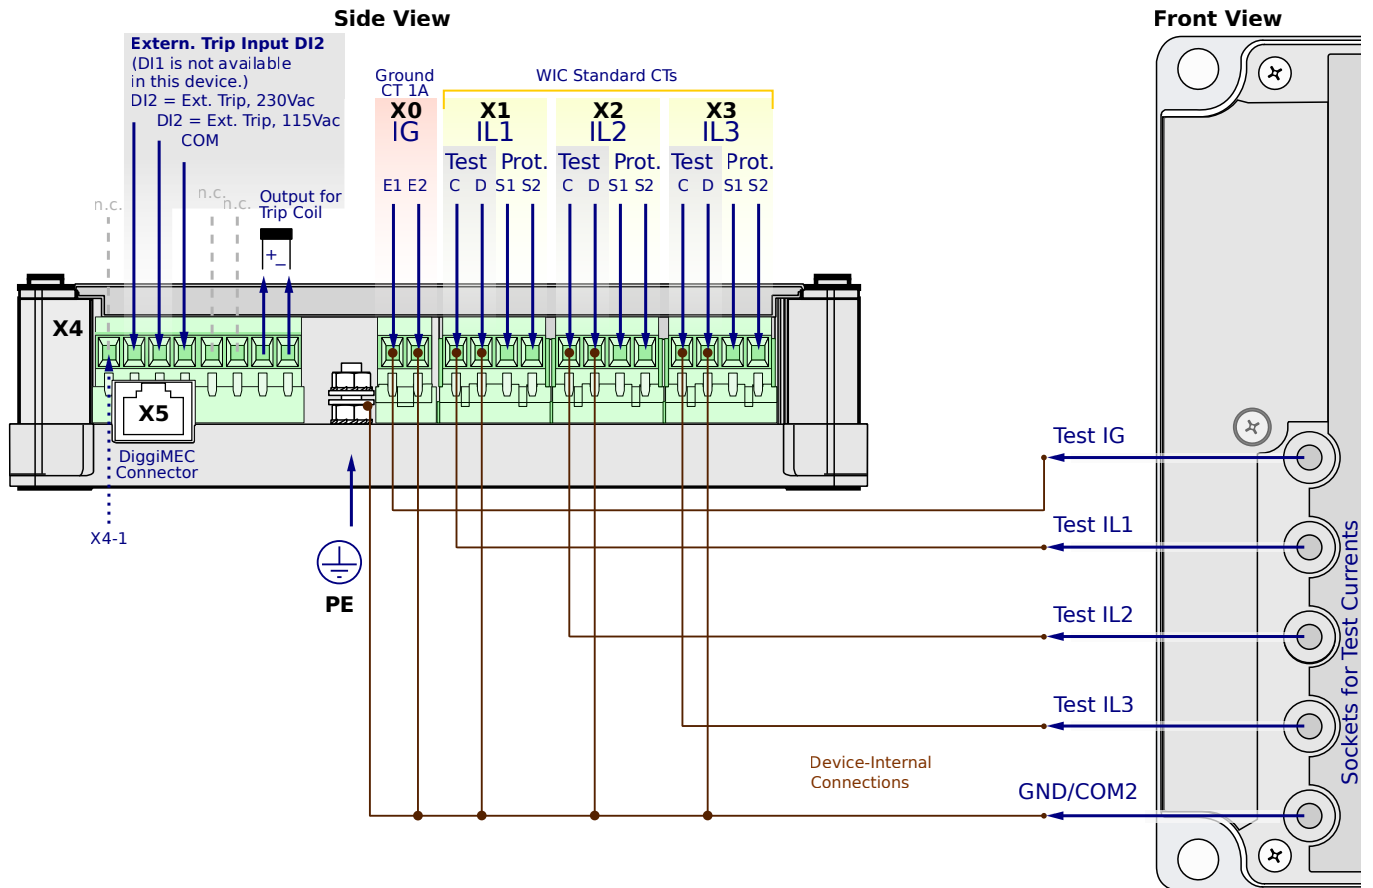 Side View
Front View
Extern. Trip Input DI2
(DI1 is not available
in this device.)
DI2 = Ext. Trip, 230Vac
DI2 = Ext. Trip, 115Vac
COM
n.c.
n.c.
n.c.
Output for
Trip Coil
+
−
Ground
CT 1A
WIC Standard CTs
X0
IG
X1
IL1
X2
IL2
X3
IL3
Test Prot.
Test Prot.
Test Prot.
E1 E2
C D S1 S2
C D S1 S2
C D S1 S2
X4
X5
DiggiMEC
Connector
X4-1
PE
Test IG
Test IL1
Test IL2
Test IL3
GND/COM2
Device-Internal
Connections
Sockets for Test Currents